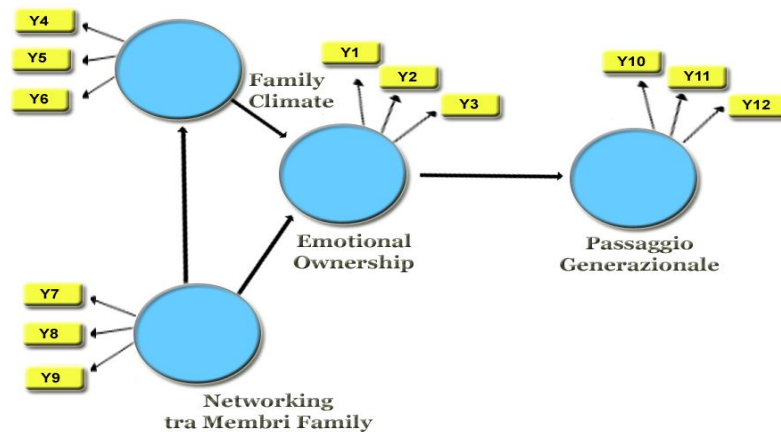 Y4
Y5
Y6
Family
Climate
Y1
Y2
Y3
Emotional
Ownership
Y10
Y11
Y12
Passaggio
Generazionale
Y7
Y8
Y9
Networking
tra Membri Family